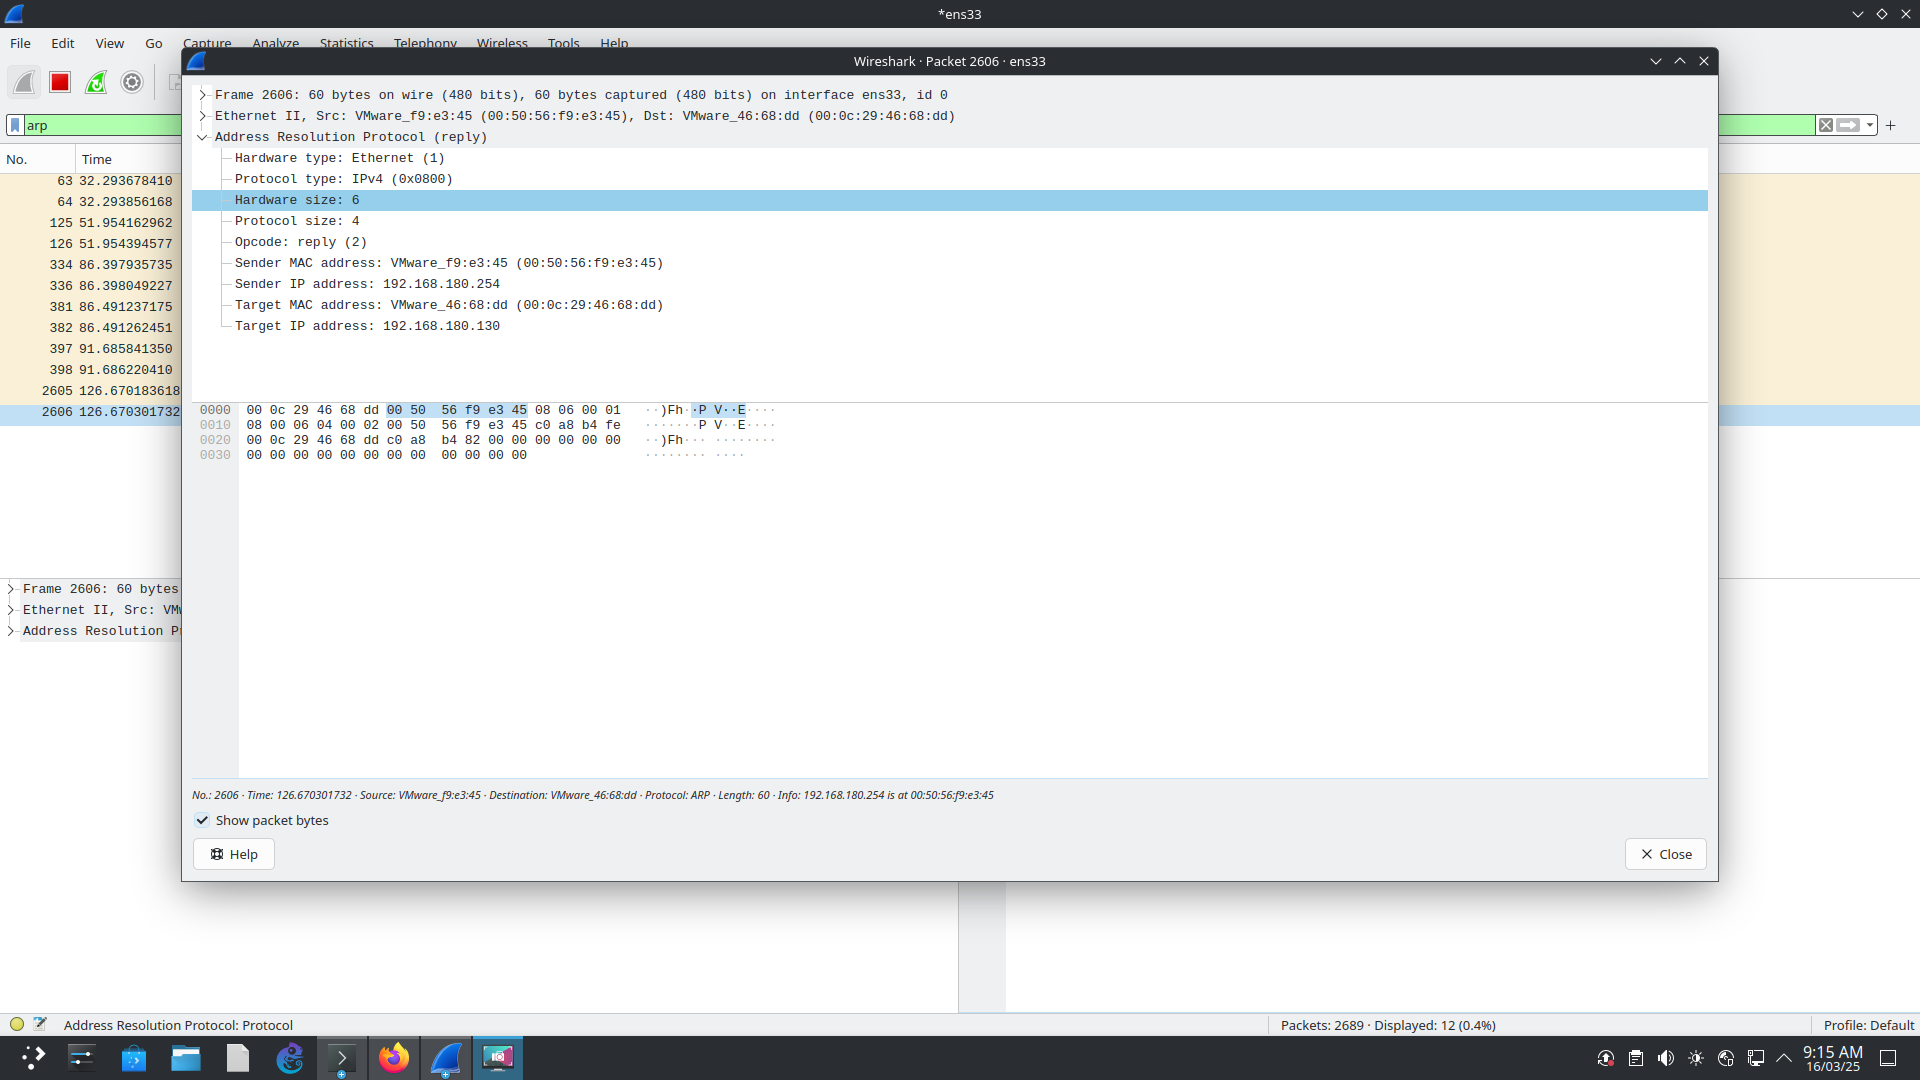 *ens33
File Edit View Go Capture Analyze Statistics Telephony Wireless Tools Help
Wireshark · Packet 2606 · ens33
arp
No. Time
63 32.293678410
64 32.293856168
125 51.954162962
126 51.954394577
334 86.397935735
336 86.398049227
381 86.491237175
382 86.491262451
397 91.685841350
398 91.686220410
2605 126.670183618
2606 126.670301732
Frame 2606: 60 bytes on wire (480 bits), 60 bytes captured (480 bits) on interface ens33, id 0
Ethernet II, Src: VMware_f9:e3:45 (00:50:56:f9:e3:45), Dst: VMware_46:68:dd (00:0c:29:46:68:dd)
Address Resolution Protocol (reply)
Hardware type: Ethernet (1)
Protocol type: IPv4 (0x0800)
Hardware size: 6
Protocol size: 4
Opcode: reply (2)
Sender MAC address: VMware_f9:e3:45 (00:50:56:f9:e3:45)
Sender IP address: 192.168.180.254
Target MAC address: VMware_46:68:dd (00:0c:29:46:68:dd)
Target IP address: 192.168.180.130
0000 00 0c 29 46 68 dd 00 50 56 f9 e3 45 08 06 00 01 ··)Fh··P V··E····
0010 08 00 06 04 00 02 00 50 56 f9 e3 45 c0 a8 b4 fe ·······P V··E····
0020 00 0c 29 46 68 dd c0 a8 b4 82 00 00 00 00 00 00 ··)Fh··· ········
0030 00 00 00 00 00 00 00 00 00 00 00 00 ········ ····
Frame 2606: 60 bytes
Ethernet II, Src: VMw
Address Resolution Pr
No.: 2606 · Time: 126.670301732 · Source: VMware_f9:e3:45 · Destination: VMware_46:68:dd · Protocol: ARP · Length: 60 · Info: 192.168.180.254 is at 00:50:56:f9:e3:45
Show packet bytes
Help
Close
Address Resolution Protocol: Protocol
Packets: 2689 · Displayed: 12 (0.4%)
Profile: Default
9:15 AM
16/03/25